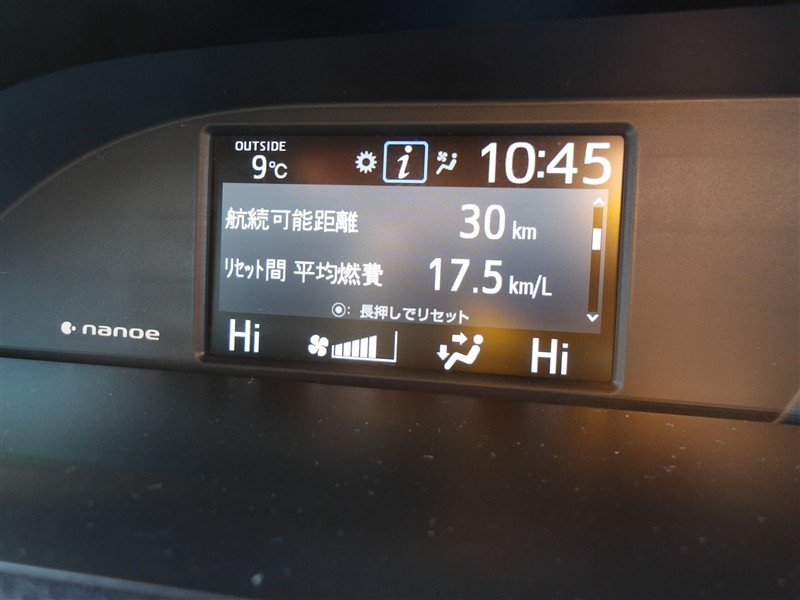 OUTSIDE
9℃
10:45
航続可能距離 30 km
リセット間 平均燃費 17.5 km/L
◉: 長押しでリセット
Hi Hi
nanoe